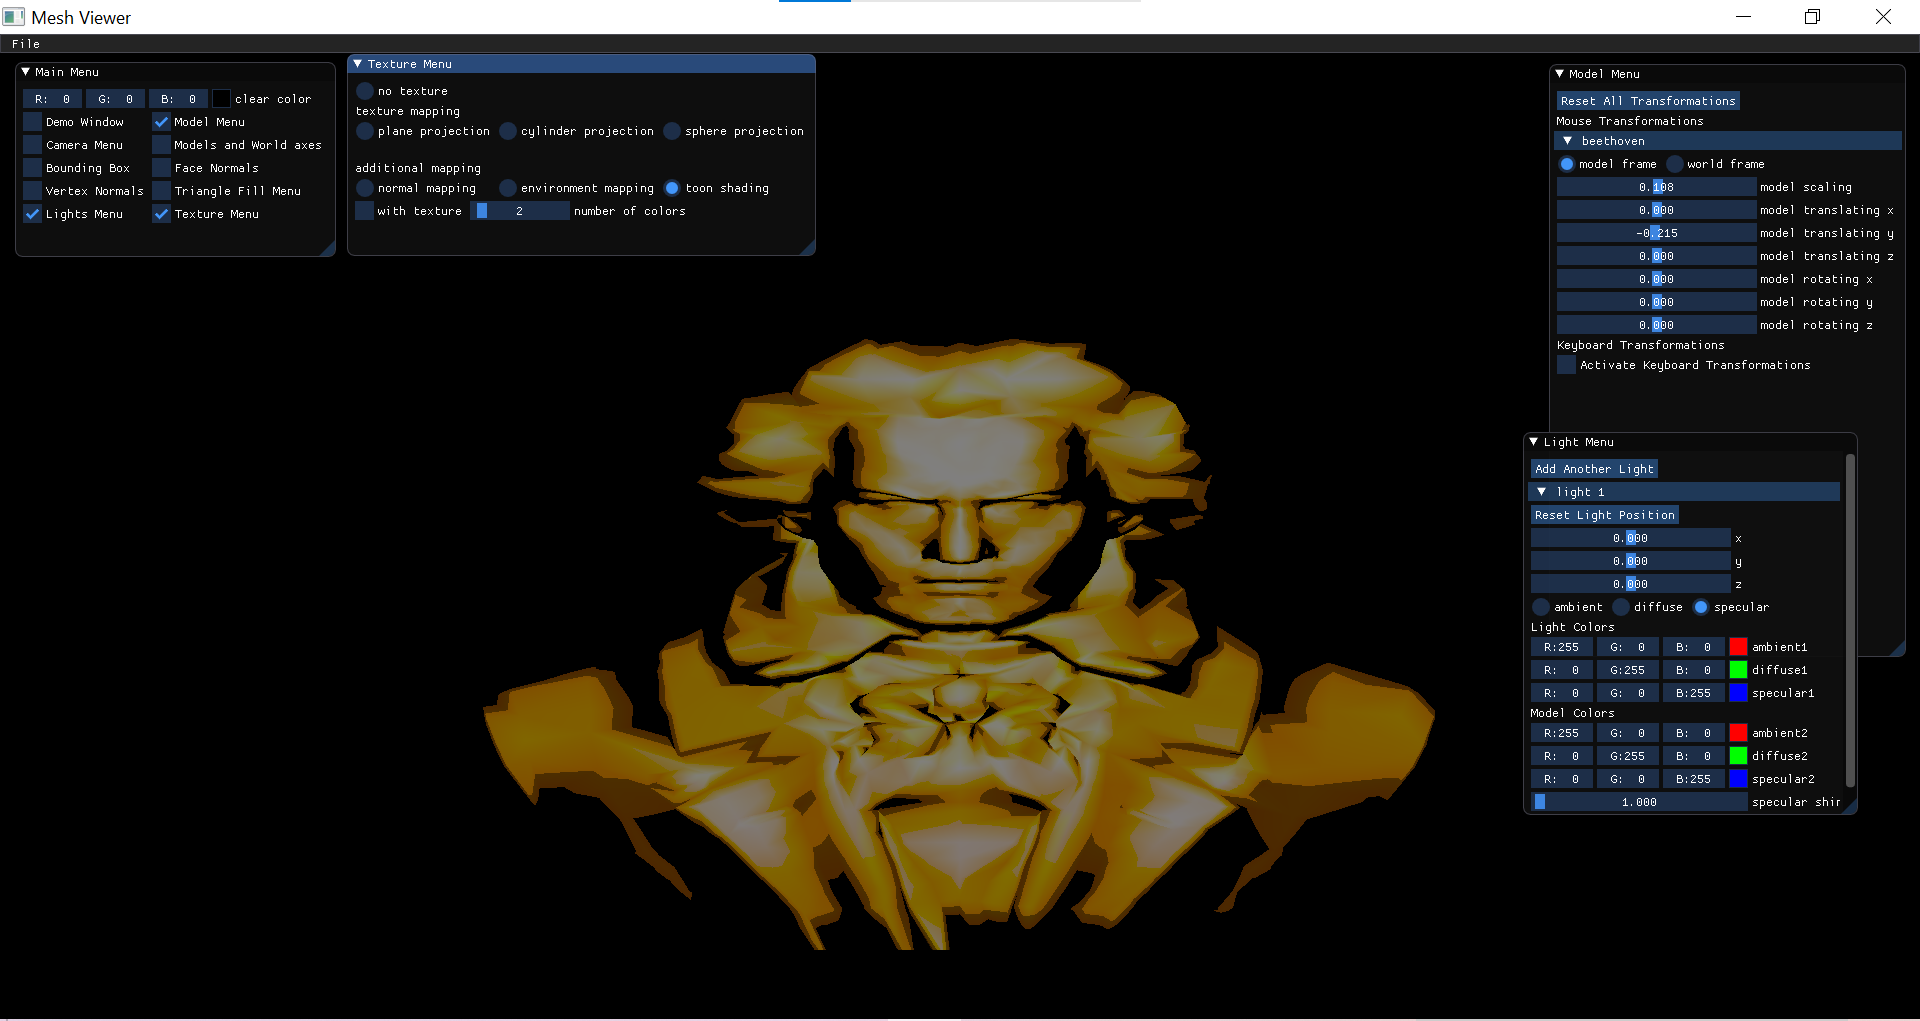 Mesh Viewer
File
Main Menu
R: 0 G: 0 B: 0 clear color
Demo Window Model Menu
Camera Menu Models and World axes
Bounding Box Face Normals
Vertex Normals Triangle Fill Menu
Lights Menu Texture Menu
Texture Menu
no texture
texture mapping
plane projection cylinder projection sphere projection
additional mapping
normal mapping environment mapping toon shading
with texture 2 number of colors
Model Menu
Reset All Transformations
Mouse Transformations
beethoven
model frame world frame
0.108 model scaling
0.000 model translating x
-0.215 model translating y
0.000 model translating z
0.000 model rotating x
0.000 model rotating y
0.000 model rotating z
Keyboard Transformations
Activate Keyboard Transformations
Light Menu
Add Another Light
light 1
Reset Light Position
0.000 x
0.000 y
0.000 z
ambient diffuse specular
Light Colors
R:255 G: 0 B: 0 ambient1
R: 0 G:255 B: 0 diffuse1
R: 0 G: 0 B:255 specular1
Model Colors
R:255 G: 0 B: 0 ambient2
R: 0 G:255 B: 0 diffuse2
R: 0 G: 0 B:255 specular2
1.000 specular shir